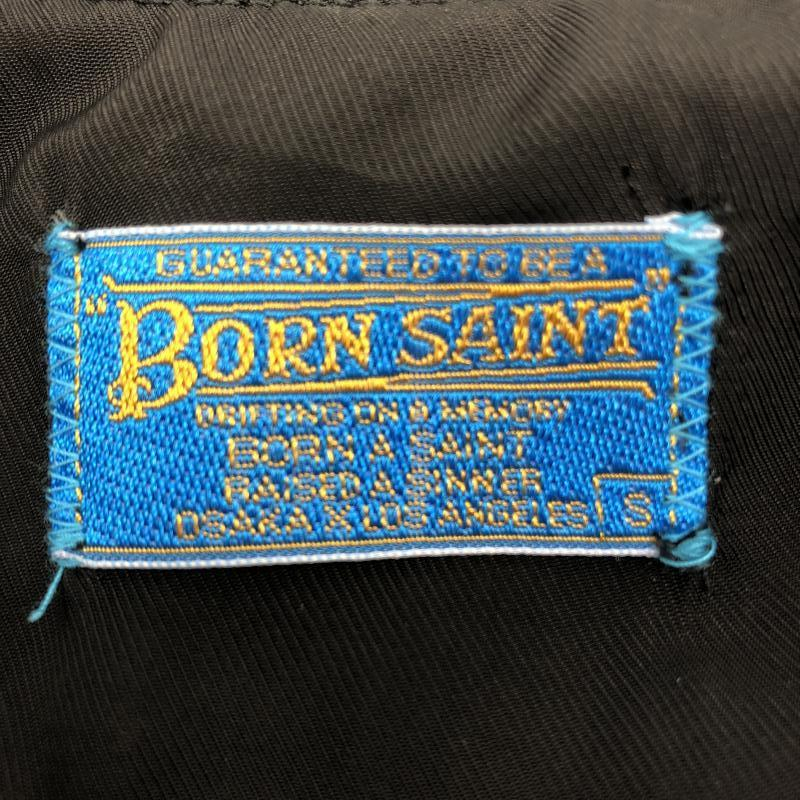 GUARANTEED TO BE A
"BORN SAINT"
DRIFTING ON A MEMORY
BORN A SAINT
RAISED A SINNER
OSAKA X LOS ANGELES S